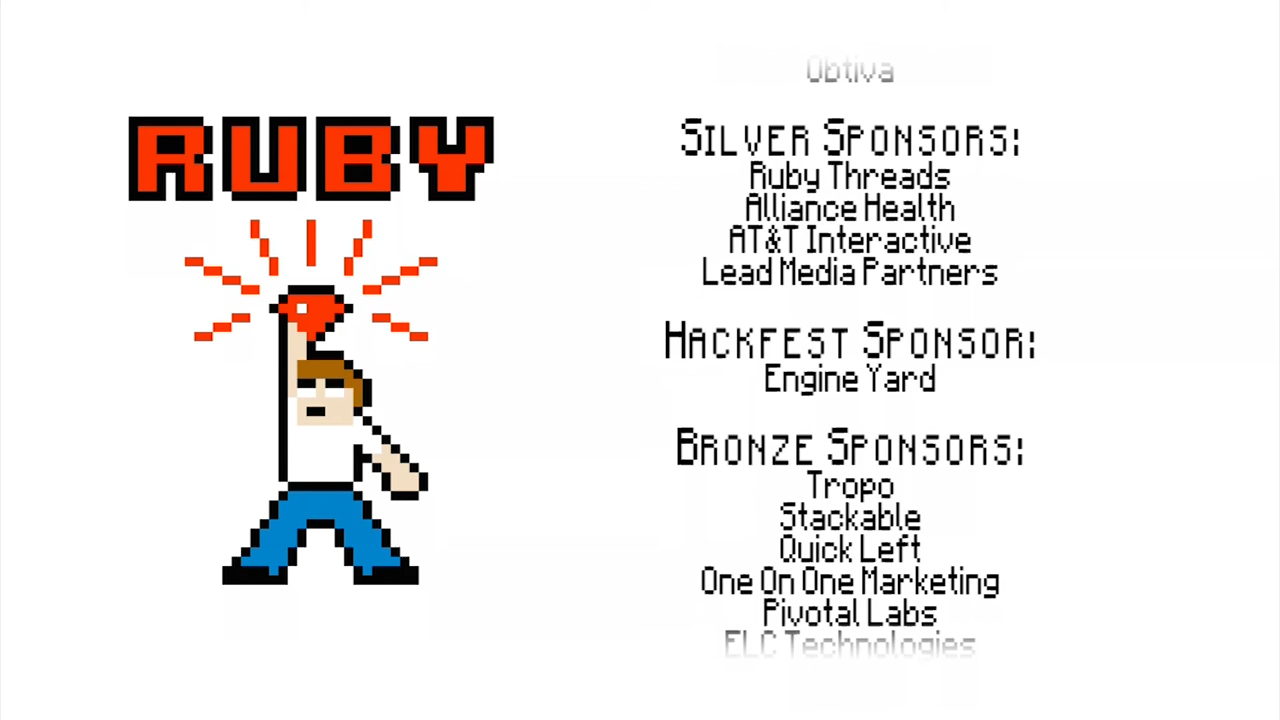 RUBY
Obtiva
SILVER SPONSORS:
Ruby Threads
Alliance Health
AT&T Interactive
Lead Media Partners
HACKFEST SPONSOR:
Engine Yard
BRONZE SPONSORS:
Tropo
Stackable
Quick Left
One On One Marketing
Pivotal Labs
ELC Technologies